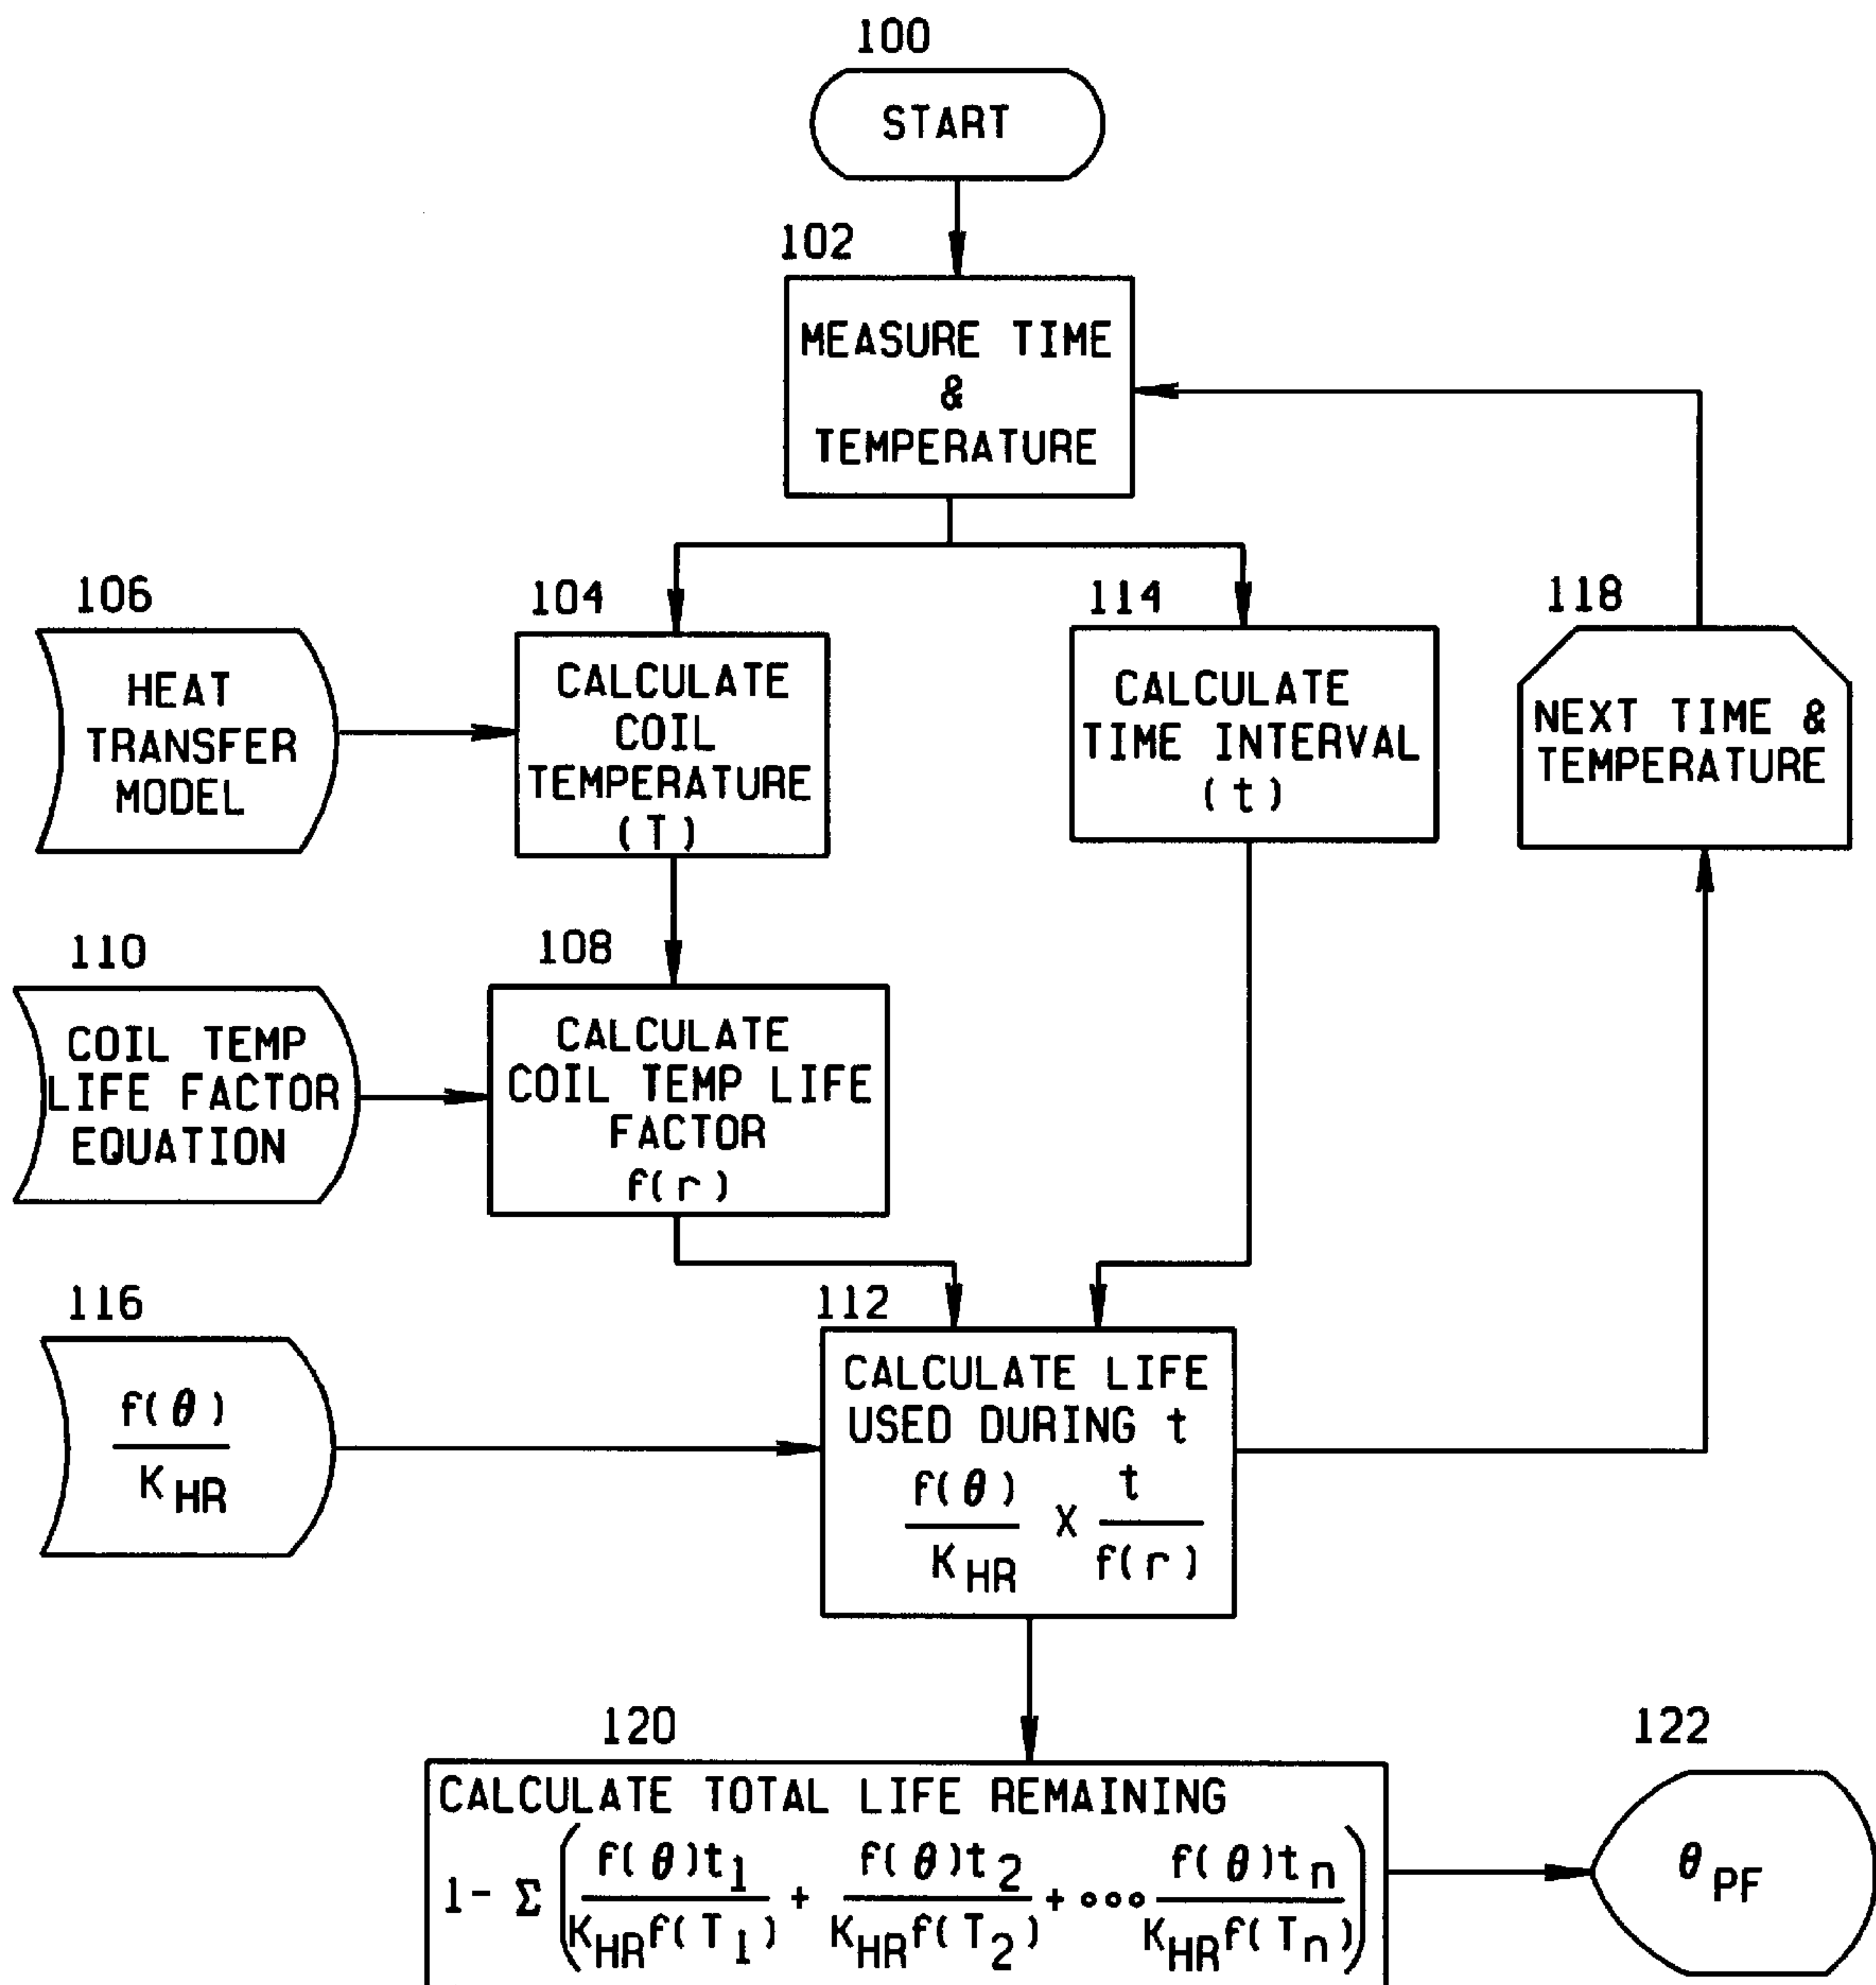 100
START
102
MEASURE TIME
&
TEMPERATURE
106
HEAT
TRANSFER
MODEL
104
CALCULATE
COIL
TEMPERATURE
(T)
114
CALCULATE
TIME INTERVAL
(t)
118
NEXT TIME &
TEMPERATURE
110
COIL TEMP
LIFE FACTOR
EQUATION
108
CALCULATE
COIL TEMP LIFE
FACTOR
f(r)
116
f(θ)
K HR
112
CALCULATE LIFE
USED DURING t
f(θ) t
X
K HR f(r)
120
CALCULATE TOTAL LIFE REMAINING
f(θ)t1 f(θ)t2 f(θ)tn
1- Σ ( + +∘∘∘ )
KHRf(T1) KHRf(T2) KHRf(Tn)
122
θ PF